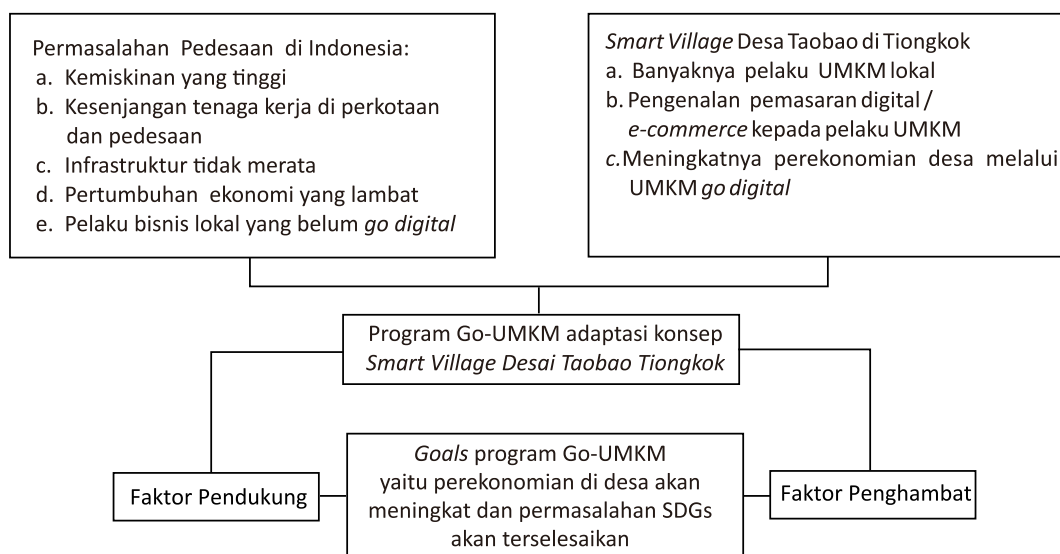 Permasalahan Pedesaan di Indonesia:
a. Kemiskinan yang tinggi
b. Kesenjangan tenaga kerja di perkotaan
dan pedesaan
c. Infrastruktur tidak merata
d. Pertumbuhan ekonomi yang lambat
e. Pelaku bisnis lokal yang belum go digital
Smart Village Desa Taobao di Tiongkok
a. Banyaknya pelaku UMKM lokal
b. Pengenalan pemasaran digital /
e-commerce kepada pelaku UMKM
c.Meningkatnya perekonomian desa melalui
UMKM go digital
Program Go-UMKM adaptasi konsep
Smart Village Desai Taobao Tiongkok
Faktor Pendukung
Goals program Go-UMKM
yaitu perekonomian di desa akan
meningkat dan permasalahan SDGs
akan terselesaikan
Faktor Penghambat